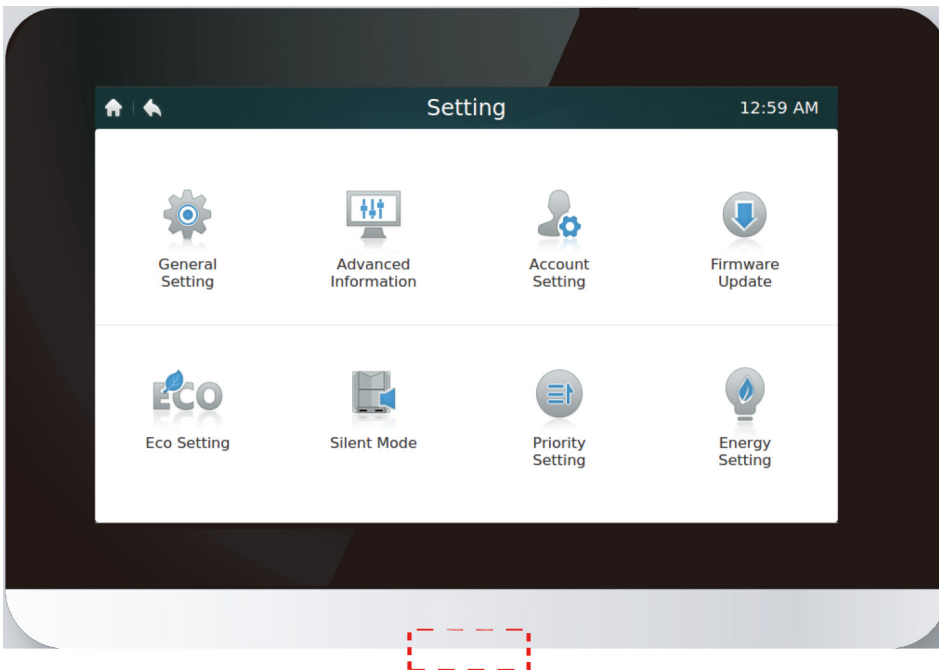 Setting
12:59 AM
General
Setting
Advanced
Information
Account
Setting
Firmware
Update
ECO
Eco Setting
Silent Mode
Priority
Setting
Energy
Setting